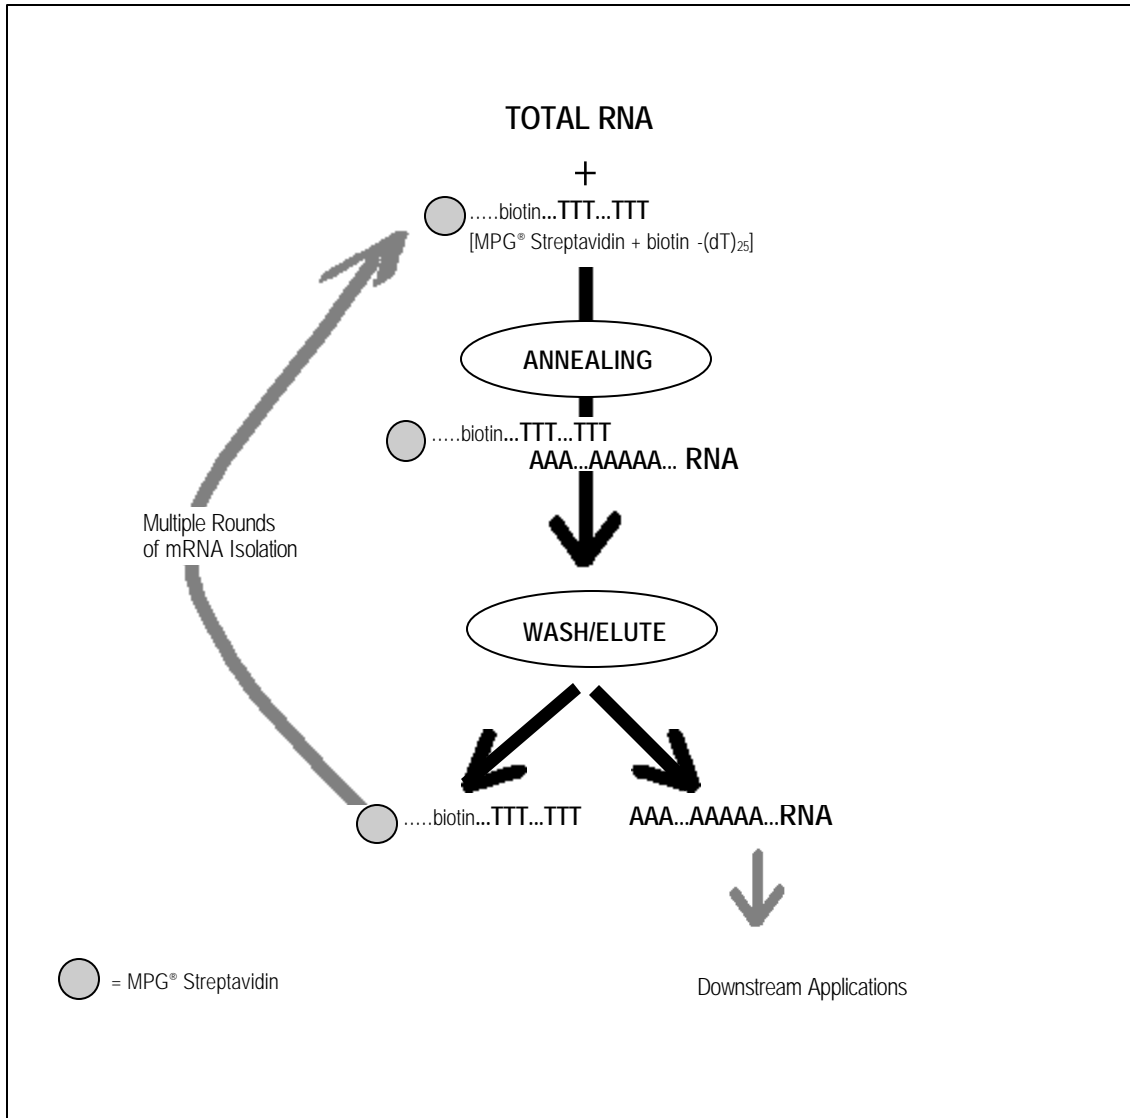 TOTAL RNA
+
.....biotin...TTT...TTT
[MPG® Streptavidin + biotin -(dT)₂₅]
ANNEALING
.....biotin...TTT...TTT
AAA...AAAAA... RNA
Multiple Rounds
of mRNA Isolation
WASH/ELUTE
.....biotin...TTT...TTT AAA...AAAAA...RNA
= MPG® Streptavidin
Downstream Applications